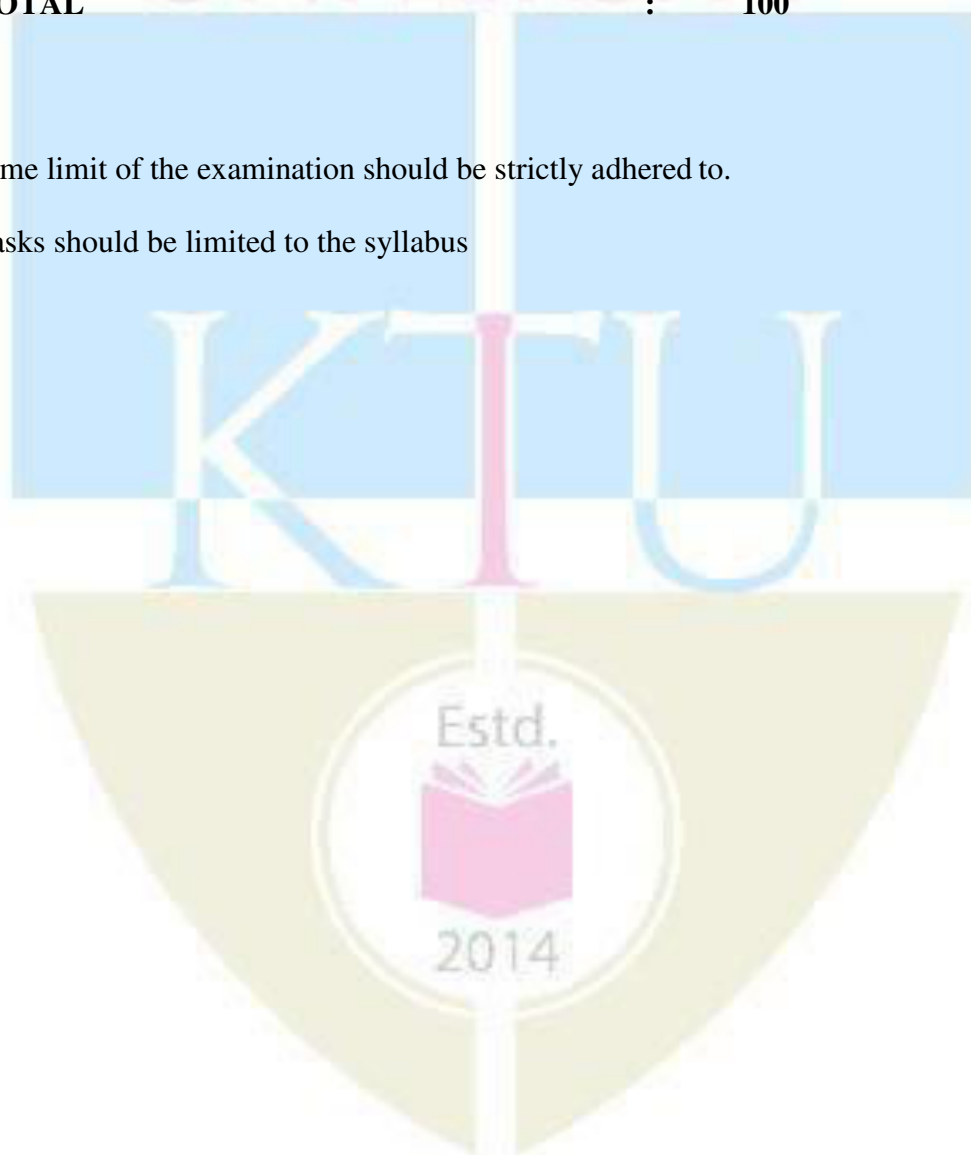 OTAL : 100
me limit of the examination should be strictly adhered to.
asks should be limited to the syllabus
KTU
Estd.
2014